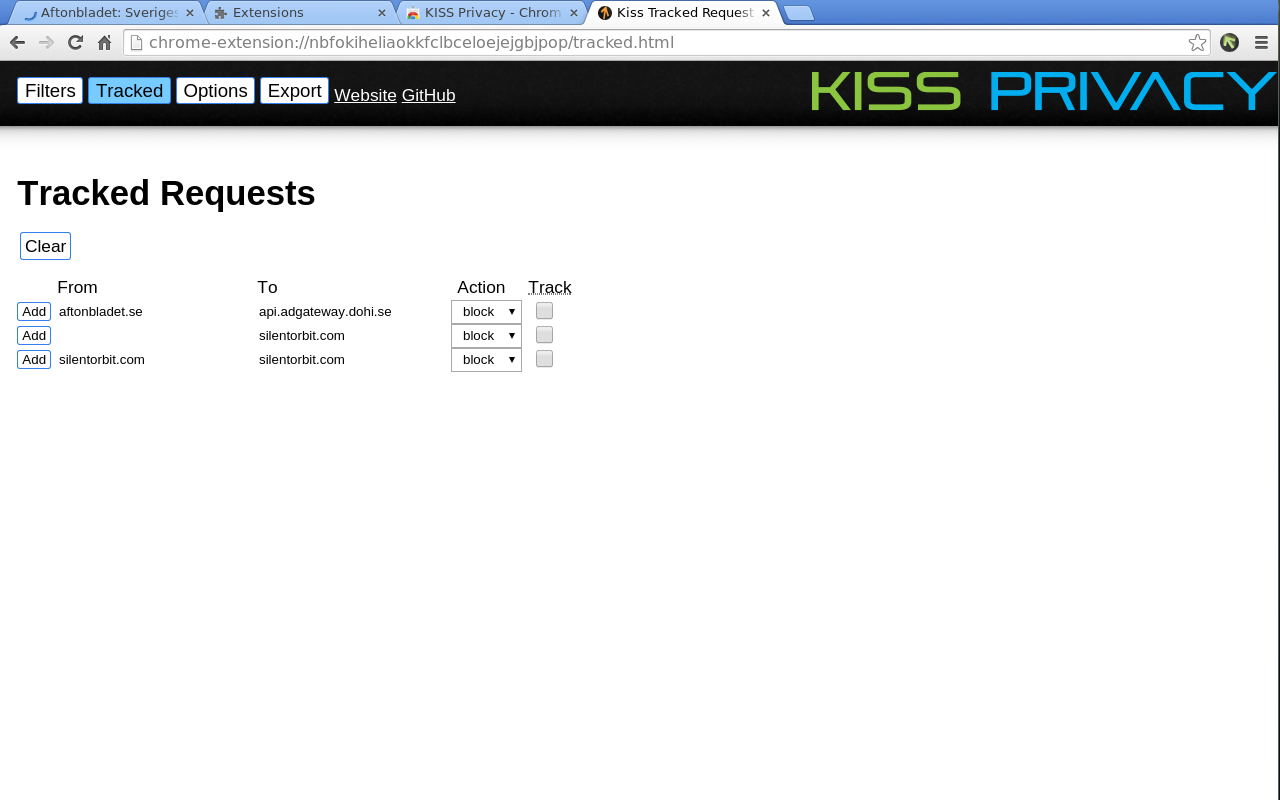 Aftonbladet: Sveriges
Extensions
KISS Privacy - Chrom
Kiss Tracked Request
chrome-extension://nbfokiheliaokkfclbceloejejgbjpop/tracked.html
Filters Tracked Options Export Website GitHub
KISS PRIVACY
Tracked Requests
Clear
From To Action Track
Add aftonbladet.se api.adgateway.dohi.se block
Add silentorbit.com block
Add silentorbit.com silentorbit.com block